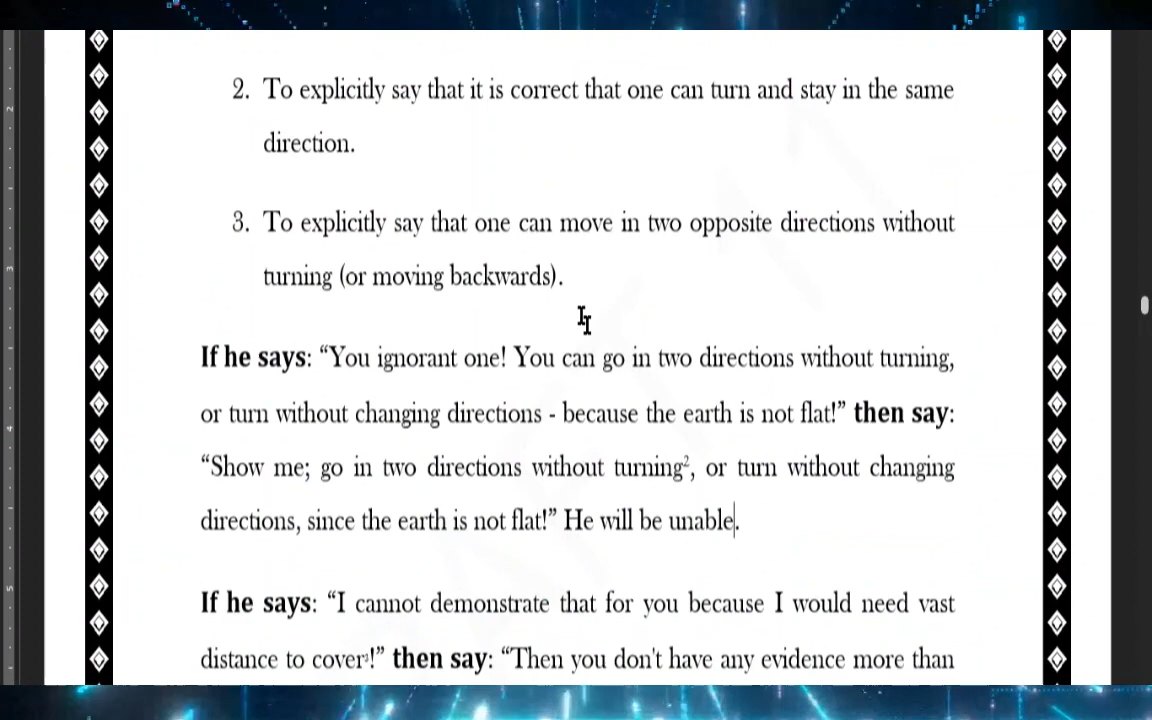 2. To explicitly say that it is correct that one can turn and stay in the same
direction.
3. To explicitly say that one can move in two opposite directions without
turning (or moving backwards).
If he says: “You ignorant one! You can go in two directions without turning,
or turn without changing directions - because the earth is not flat!” then say:
“Show me; go in two directions without turning², or turn without changing
directions, since the earth is not flat!” He will be unable.
If he says: “I cannot demonstrate that for you because I would need vast
distance to cover³!” then say: “Then you don't have any evidence more than